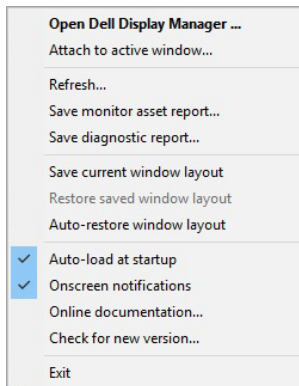 Open Dell Display Manager ...
Attach to active window...
Refresh...
Save monitor asset report...
Save diagnostic report...
Save current window layout
Restore saved window layout
Auto-restore window layout
Auto-load at startup
Onscreen notifications
Online documentation...
Check for new version...
Exit